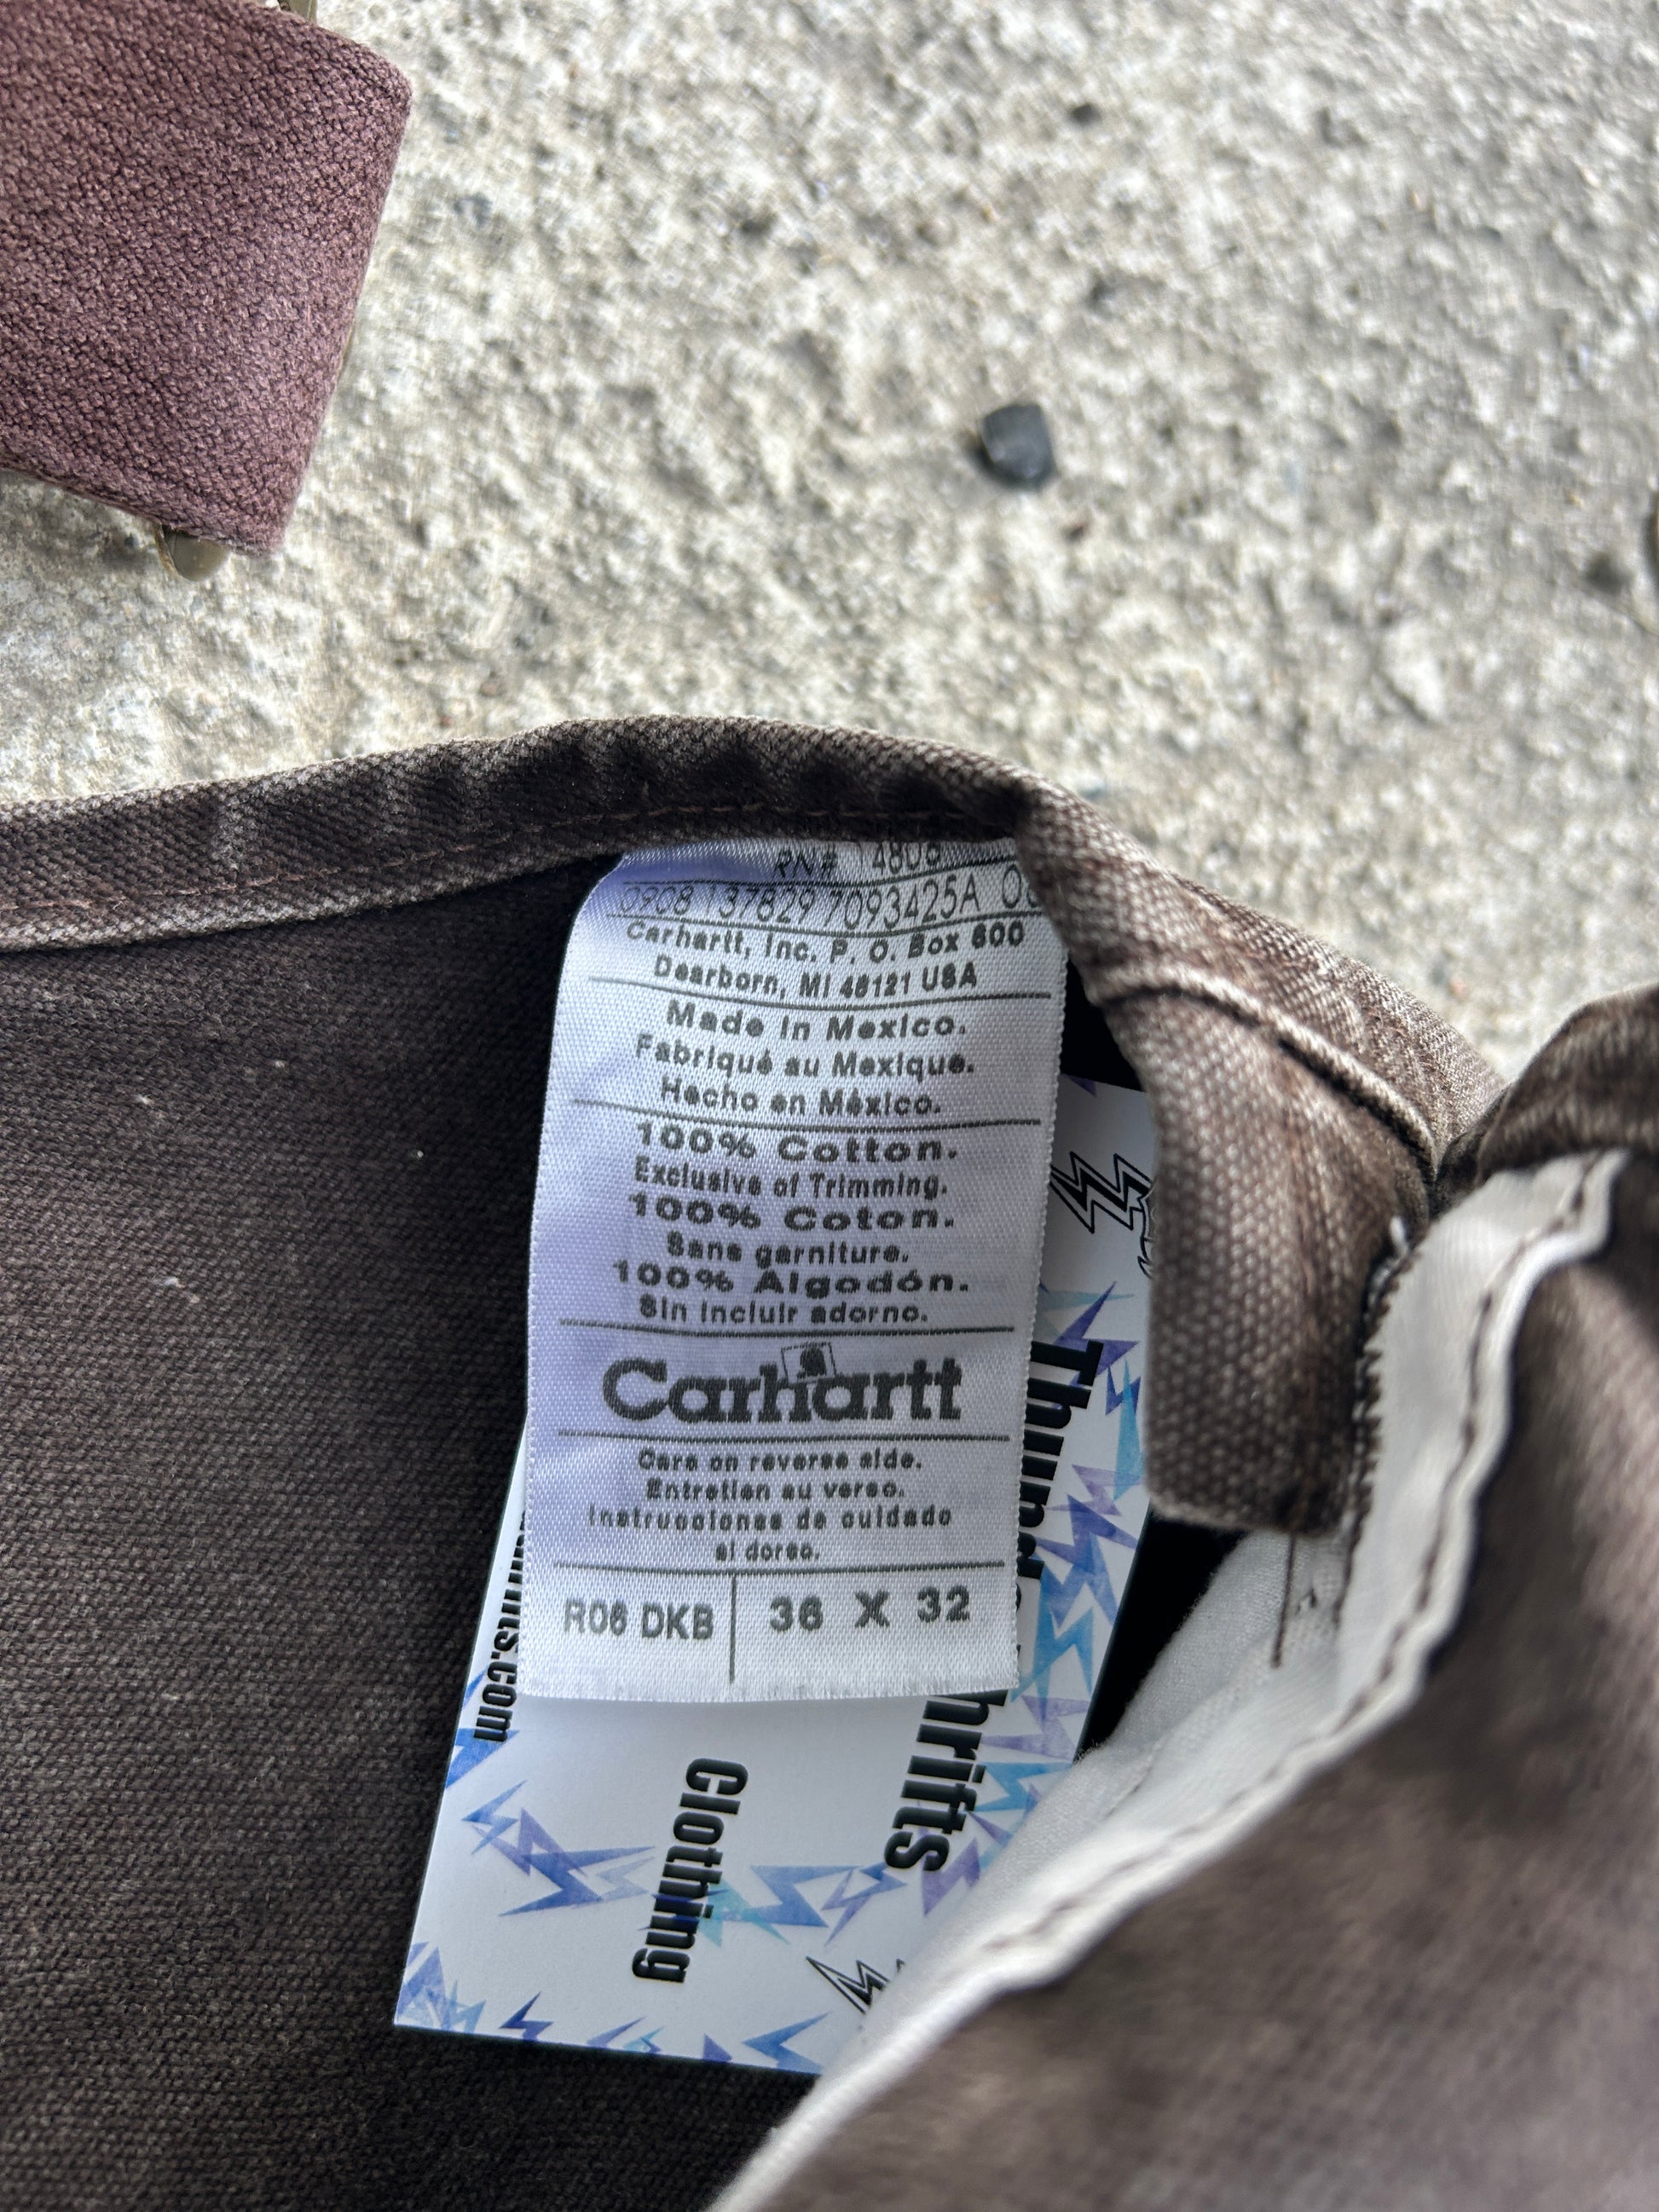 RN# 14806
0908 137829 7093425A 08
Carhartt, Inc. P. O. Box 600
Dearborn, MI 48121 USA
Made in Mexico.
Fabriqué au Mexique.
Hecho en México.
100% Cotton.
Exclusive of Trimming.
100% Coton.
Sans garniture.
100% Algodón.
Sin incluir adorno.
Carhartt
Care on reverse side.
Entretien au verso.
Instrucciones de cuidado
al dorso.
R06 DKB
36 X 32
Clothing